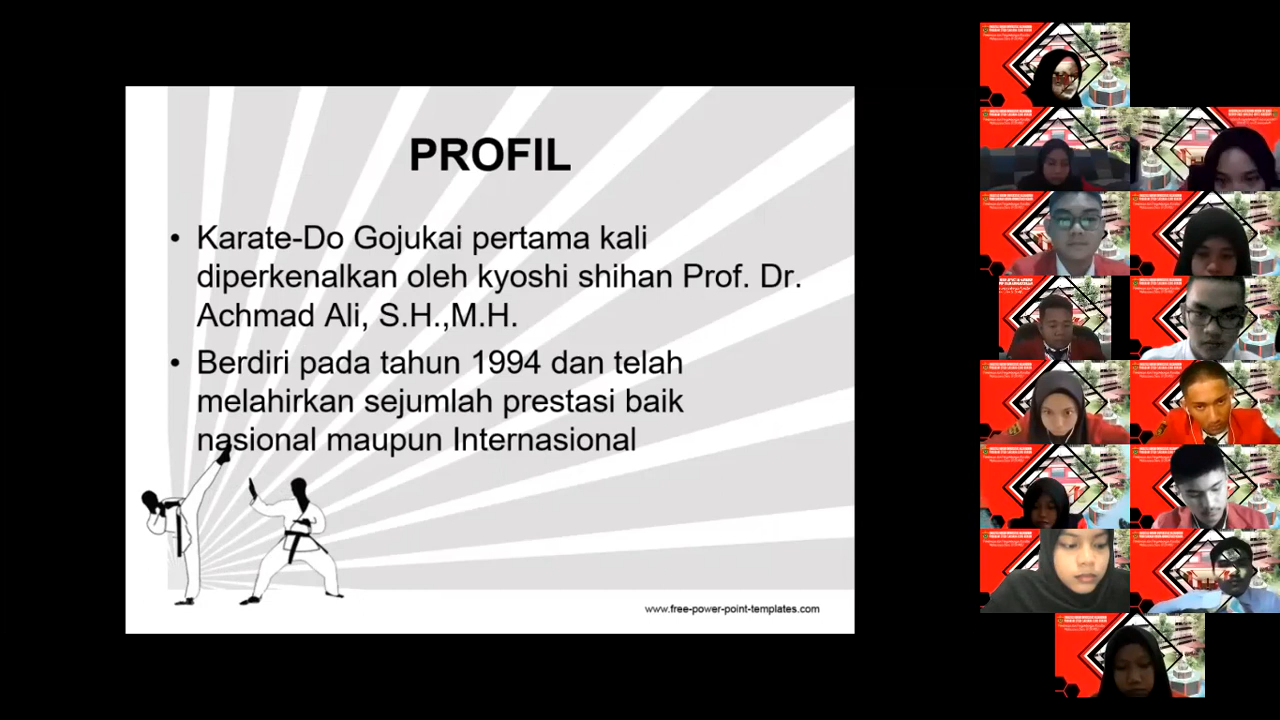 PROFIL
• Karate-Do Gojukai pertama kali
diperkenalkan oleh kyoshi shihan Prof. Dr.
Achmad Ali, S.H.,M.H.
• Berdiri pada tahun 1994 dan telah
melahirkan sejumlah prestasi baik
nasional maupun Internasional
www.free-power-point-templates.com